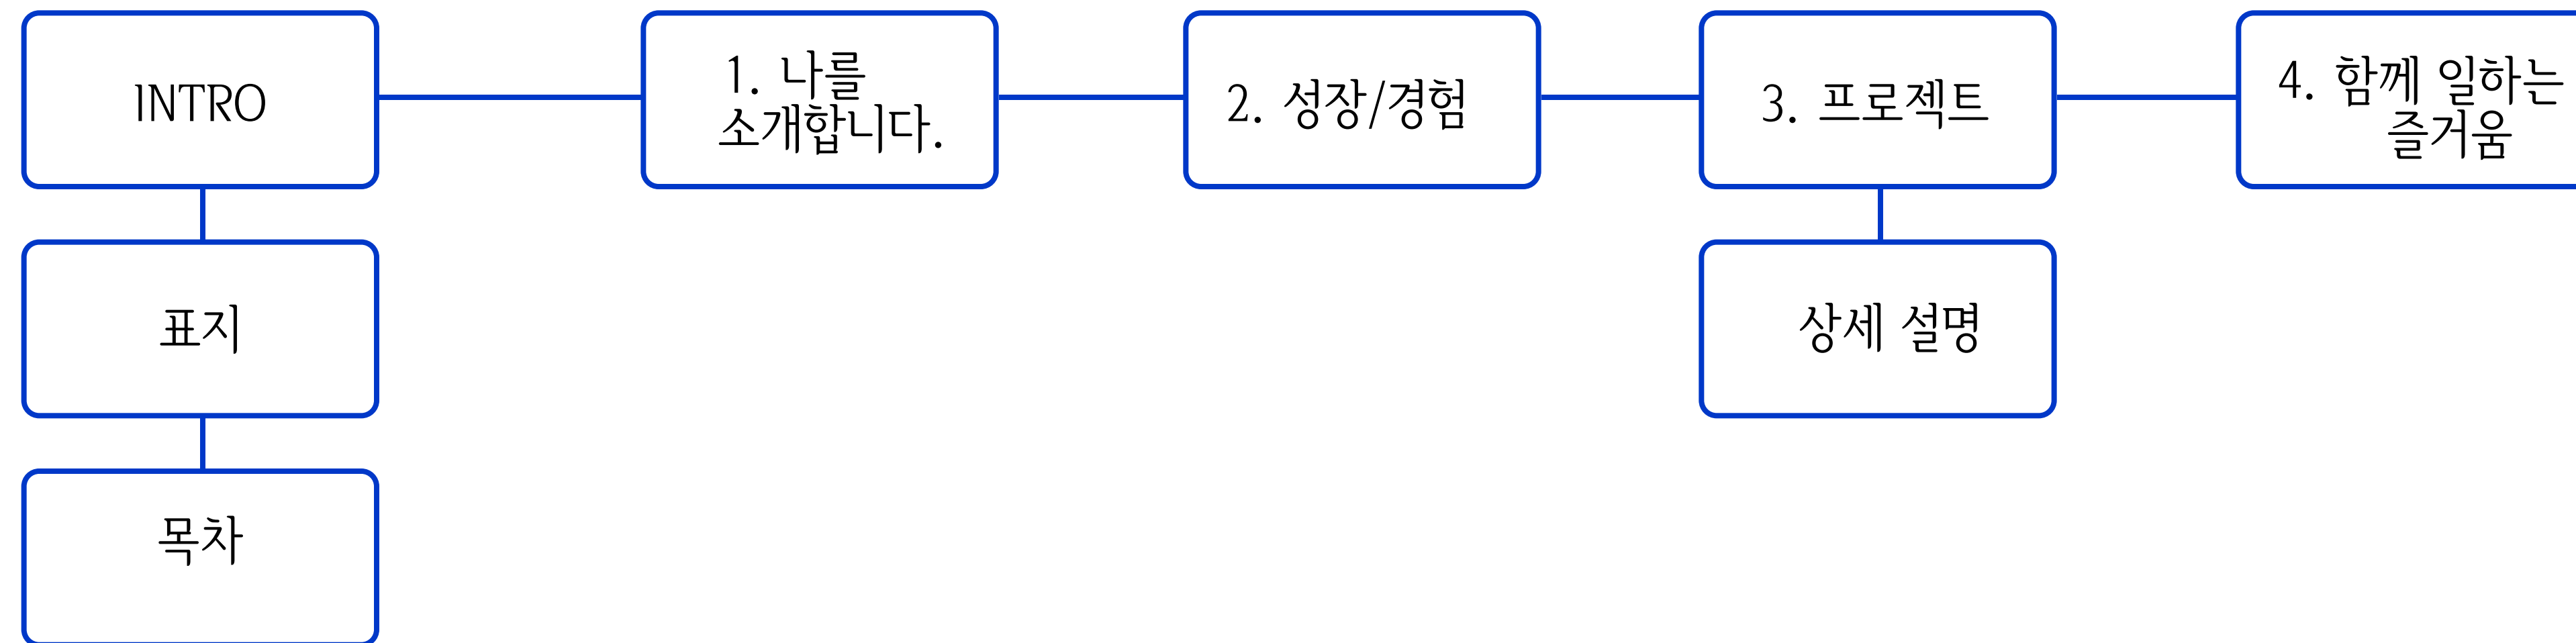 INTRO
1. 나를
소개합니다.
2. 성장/경험
3. 프로젝트
4. 함께 일하는
즐거움
표지
상세 설명
목차